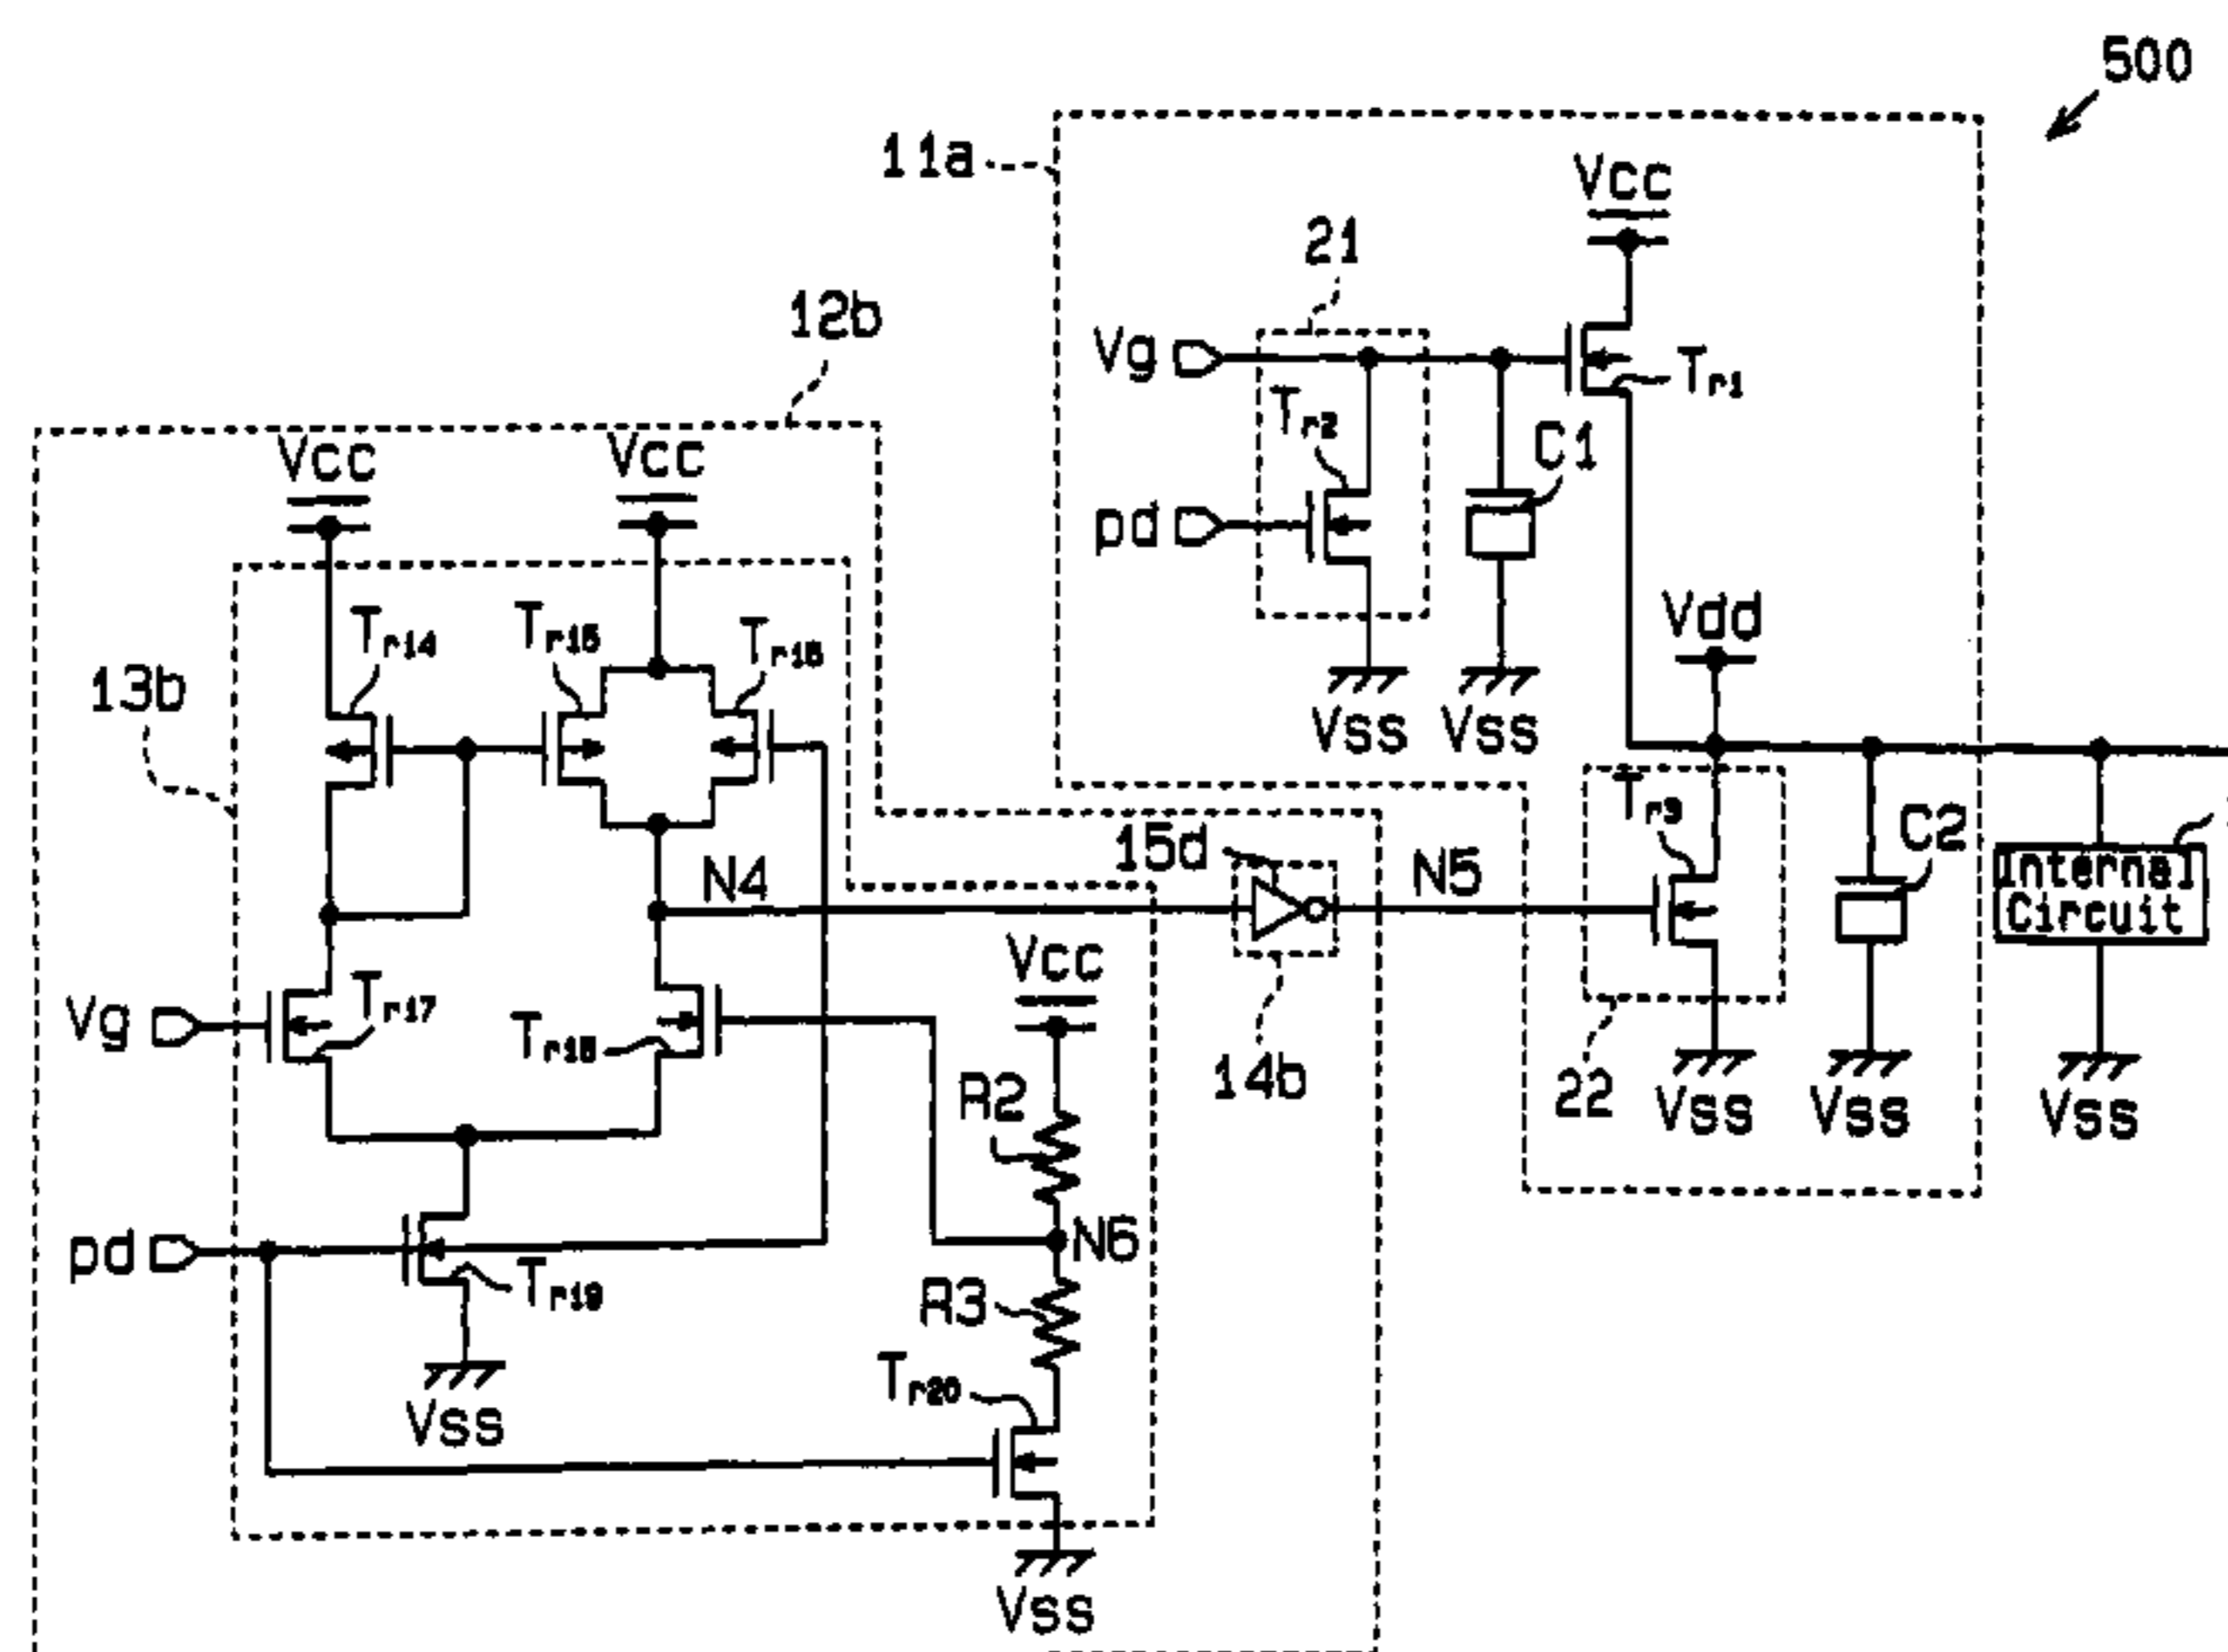 500
11a
Vcc
21
12b
Vg
Tr1
Tr2
C1
Vcc
Vcc
pd
Vdd
Tr14
Tr15
Tr16
13b
Vss
Vss
Tr3
C2
15d
N4
N5
Internal
Circuit
Vcc
Tr17
Vg
Tr18
14b
R2
22
Vss
Vss
Vss
N6
pd
Tr19
R3
Tr20
Vss
Vss